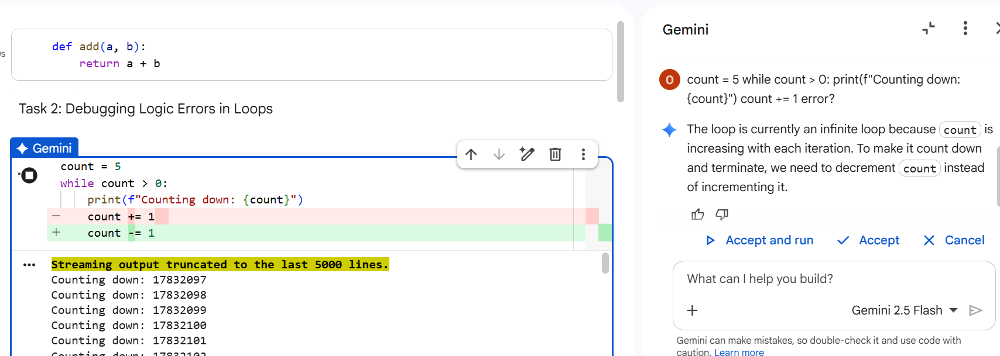 s
def add(a, b):
return a + b
Task 2: Debugging Logic Errors in Loops
Gemini
count = 5
while count > 0:
print(f"Counting down: {count}")
− count += 1
+ count -= 1
Streaming output truncated to the last 5000 lines.
Counting down: 17832097
Counting down: 17832098
Counting down: 17832099
Counting down: 17832100
Counting down: 17832101
Counting down: 17832102
Gemini
O
count = 5 while count > 0: print(f"Counting down:
{count}") count += 1 error?
The loop is currently an infinite loop because count is
increasing with each iteration. To make it count down
and terminate, we need to decrement count instead
of incrementing it.
Accept and run Accept Cancel
What can I help you build?
Gemini 2.5 Flash
Gemini can make mistakes, so double-check it and use code with
caution. Learn more